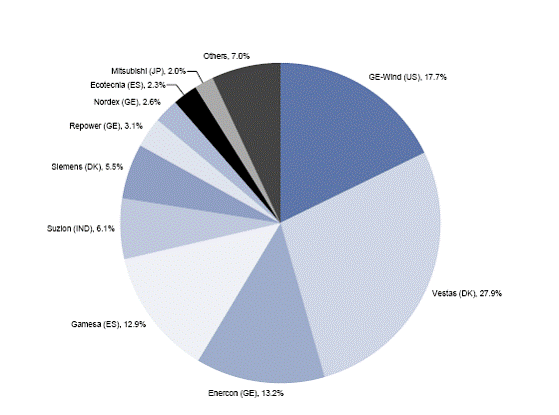 Others, 7.0%
Mitsubishi (JP), 2.0%
Ecotecnia (ES), 2.3%
Nordex (GE), 2.6%
Repower (GE), 3.1%
Siemens (DK), 5.5%
Suzlon (IND), 6.1%
Gamesa (ES), 12.9%
Enercon (GE), 13.2%
Vestas (DK), 27.9%
GE-Wind (US), 17.7%